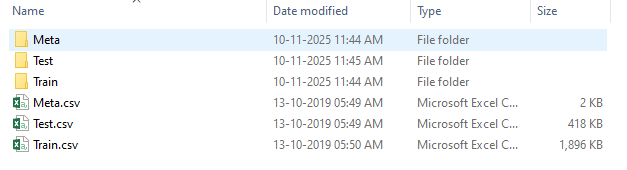 Name Date modified Type Size
Meta 10-11-2025 11:44 AM File folder
Test 10-11-2025 11:45 AM File folder
Train 10-11-2025 11:44 AM File folder
Meta.csv 13-10-2019 05:49 AM Microsoft Excel C... 2 KB
Test.csv 13-10-2019 05:49 AM Microsoft Excel C... 418 KB
Train.csv 13-10-2019 05:50 AM Microsoft Excel C... 1,896 KB